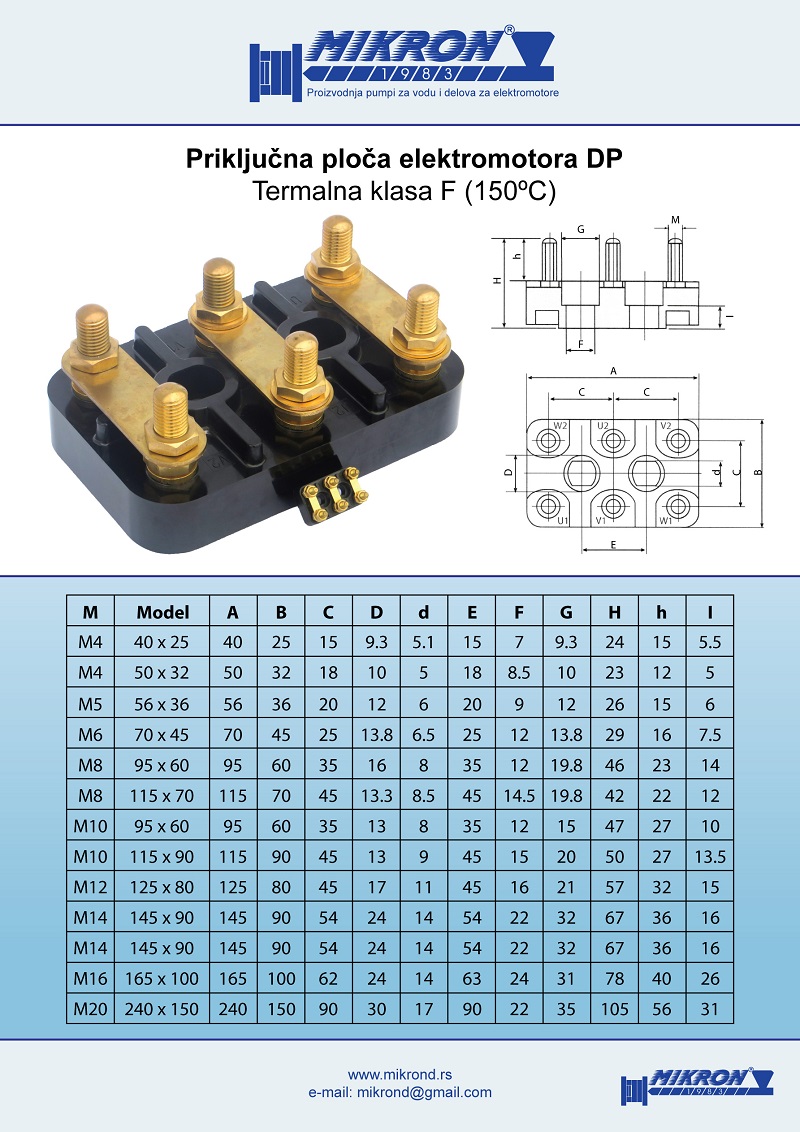 MIKRON®
1/9/8/3
Proizvodnja pumpi za vodu i delova za elektromotore
Priključna ploča elektromotora DP
Termalna klasa F (150ºC)
M
G
h
H
I
F
A
C C
W2 U2 V2
D d C B
U1 V1 W1
E
M Model A B C D d E F G H h I
M4 40 x 25 40 25 15 9.3 5.1 15 7 9.3 24 15 5.5
M4 50 x 32 50 32 18 10 5 18 8.5 10 23 12 5
M5 56 x 36 56 36 20 12 6 20 9 12 26 15 6
M6 70 x 45 70 45 25 13.8 6.5 25 12 13.8 29 16 7.5
M8 95 x 60 95 60 35 16 8 35 12 19.8 46 23 14
M8 115 x 70 115 70 45 13.3 8.5 45 14.5 19.8 42 22 12
M10 95 x 60 95 60 35 13 8 35 12 15 47 27 10
M10 115 x 90 115 90 45 13 9 45 15 20 50 27 13.5
M12 125 x 80 125 80 45 17 11 45 16 21 57 32 15
M14 145 x 90 145 90 54 24 14 54 22 32 67 36 16
M14 145 x 90 145 90 54 24 14 54 22 32 67 36 16
M16 165 x 100 165 100 62 24 14 63 24 31 78 40 26
M20 240 x 150 240 150 90 30 17 90 22 35 105 56 31
www.mikrond.rs
e-mail: mikrond@gmail.com
MIKRON®
1/9/8/3